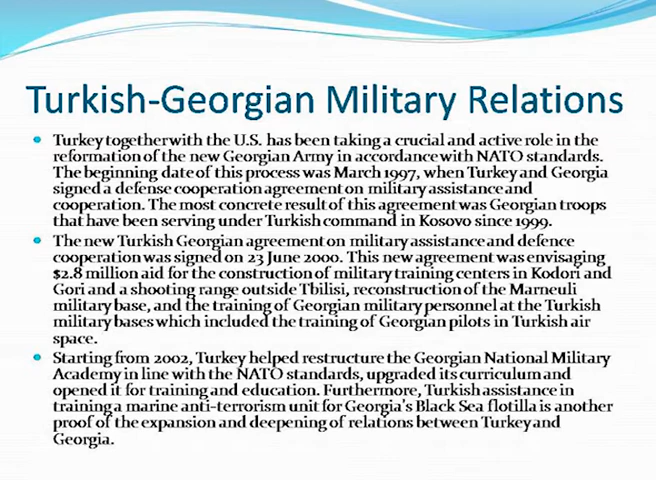 Turkish-Georgian Military Relations
Turkey together with the U.S. has been taking a crucial and active role in the
reformation of the new Georgian Army in accordance with NATO standards.
The beginning date of this process was March 1997, when Turkey and Georgia
signed a defense cooperation agreement on military assistance and
cooperation. The most concrete result of this agreement was Georgian troops
that have been serving under Turkish command in Kosovo since 1999.
The new Turkish Georgian agreement on military assistance and defence
cooperation was signed on 23 June 2000. This new agreement was envisaging
$2.8 million aid for the construction of military training centers in Kodori and
Gori and a shooting range outside Tbilisi, reconstruction of the Marneuli
military base, and the training of Georgian military personnel at the Turkish
military bases which included the training of Georgian pilots in Turkish air
space.
Starting from 2002, Turkey helped restructure the Georgian National Military
Academy in line with the NATO standards, upgraded its curriculum and
opened it for training and education. Furthermore, Turkish assistance in
training a marine anti-terrorism unit for Georgia's Black Sea flotilla is another
proof of the expansion and deepening of relations between Turkey and
Georgia.